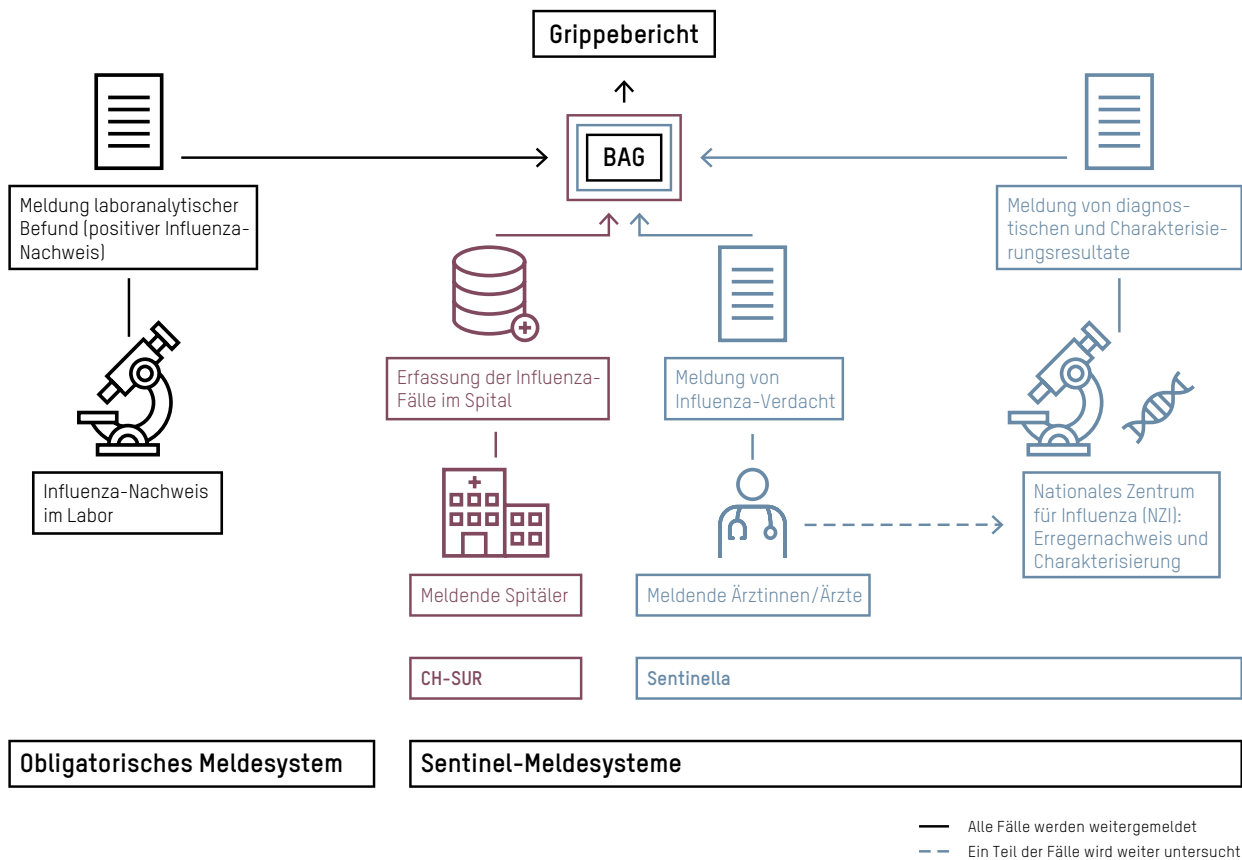 Grippebericht
BAG
Meldung laboranalytischer
Befund (positiver Influenza-
Nachweis)
Meldung von diagnos-
tischen und Charakterisie-
rungsresultate
Erfassung der Influenza-
Fälle im Spital
Meldung von
Influenza-Verdacht
Influenza-Nachweis
im Labor
Nationales Zentrum
für Influenza (NZI):
Erregernachweis und
Charakterisierung
Meldende Spitäler
Meldende Ärztinnen/Ärzte
CH-SUR
Sentinella
Obligatorisches Meldesystem
Sentinel-Meldesysteme
Alle Fälle werden weitergemeldet
Ein Teil der Fälle wird weiter untersucht